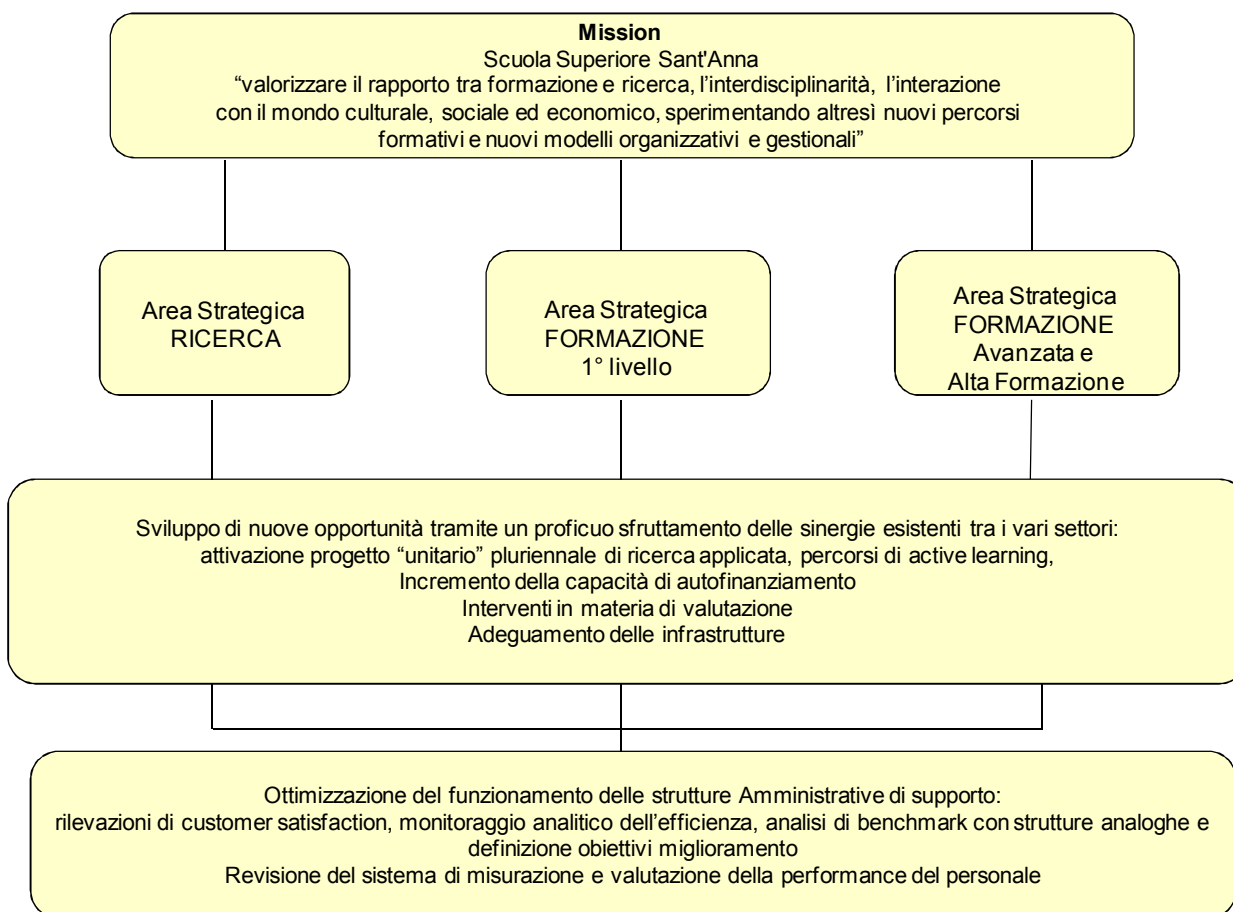 Mission
Scuola Superiore Sant'Anna
“valorizzare il rapporto tra formazione e ricerca, l’interdisciplinarità, l’interazione
con il mondo culturale, sociale ed economico, sperimentando altresì nuovi percorsi
formativi e nuovi modelli organizzativi e gestionali”
Area Strategica
RICERCA
Area Strategica
FORMAZIONE
1° livello
Area Strategica
FORMAZIONE
Avanzata e
Alta Formazione
Sviluppo di nuove opportunità tramite un proficuo sfruttamento delle sinergie esistenti tra i vari settori:
attivazione progetto “unitario” pluriennale di ricerca applicata, percorsi di active learning,
Incremento della capacità di autofinanziamento
Interventi in materia di valutazione
Adeguamento delle infrastrutture
Ottimizzazione del funzionamento delle strutture Amministrative di supporto:
rilevazioni di customer satisfaction, monitoraggio analitico dell’efficienza, analisi di benchmark con strutture analoghe e
definizione obiettivi miglioramento
Revisione del sistema di misurazione e valutazione della performance del personale